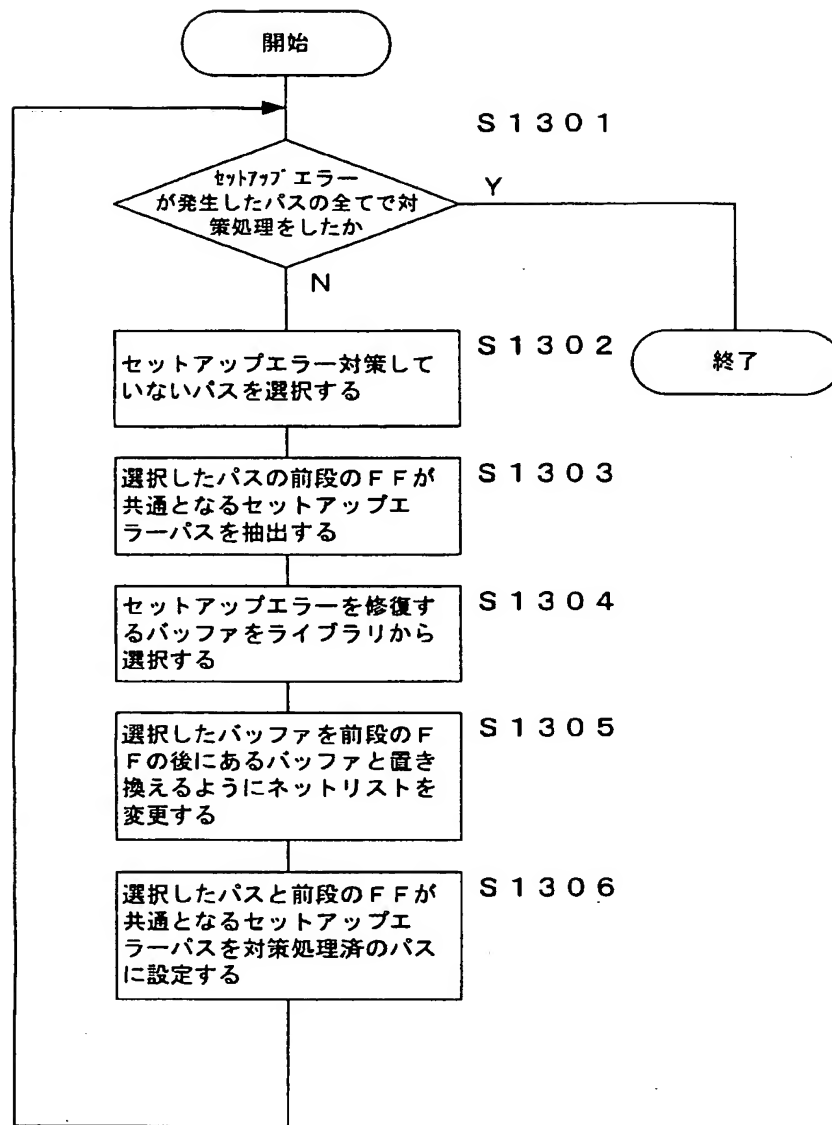 開始
S1301
ｾｯﾄｱｯﾌﾟエラー
が発生したパスの全てで対
策処理をしたか
Y
N
S1302
セットアップエラー対策して
いないパスを選択する
終了
S1303
選択したパスの前段のＦＦが
共通となるセットアップエ
ラーパスを抽出する
S1304
セットアップエラーを修復す
るバッファをライブラリから
選択する
S1305
選択したバッファを前段のＦ
Ｆの後にあるバッファと置き
換えるようにネットリストを
変更する
S1306
選択したパスと前段のＦＦが
共通となるセットアップエ
ラーパスを対策処理済のパス
に設定する